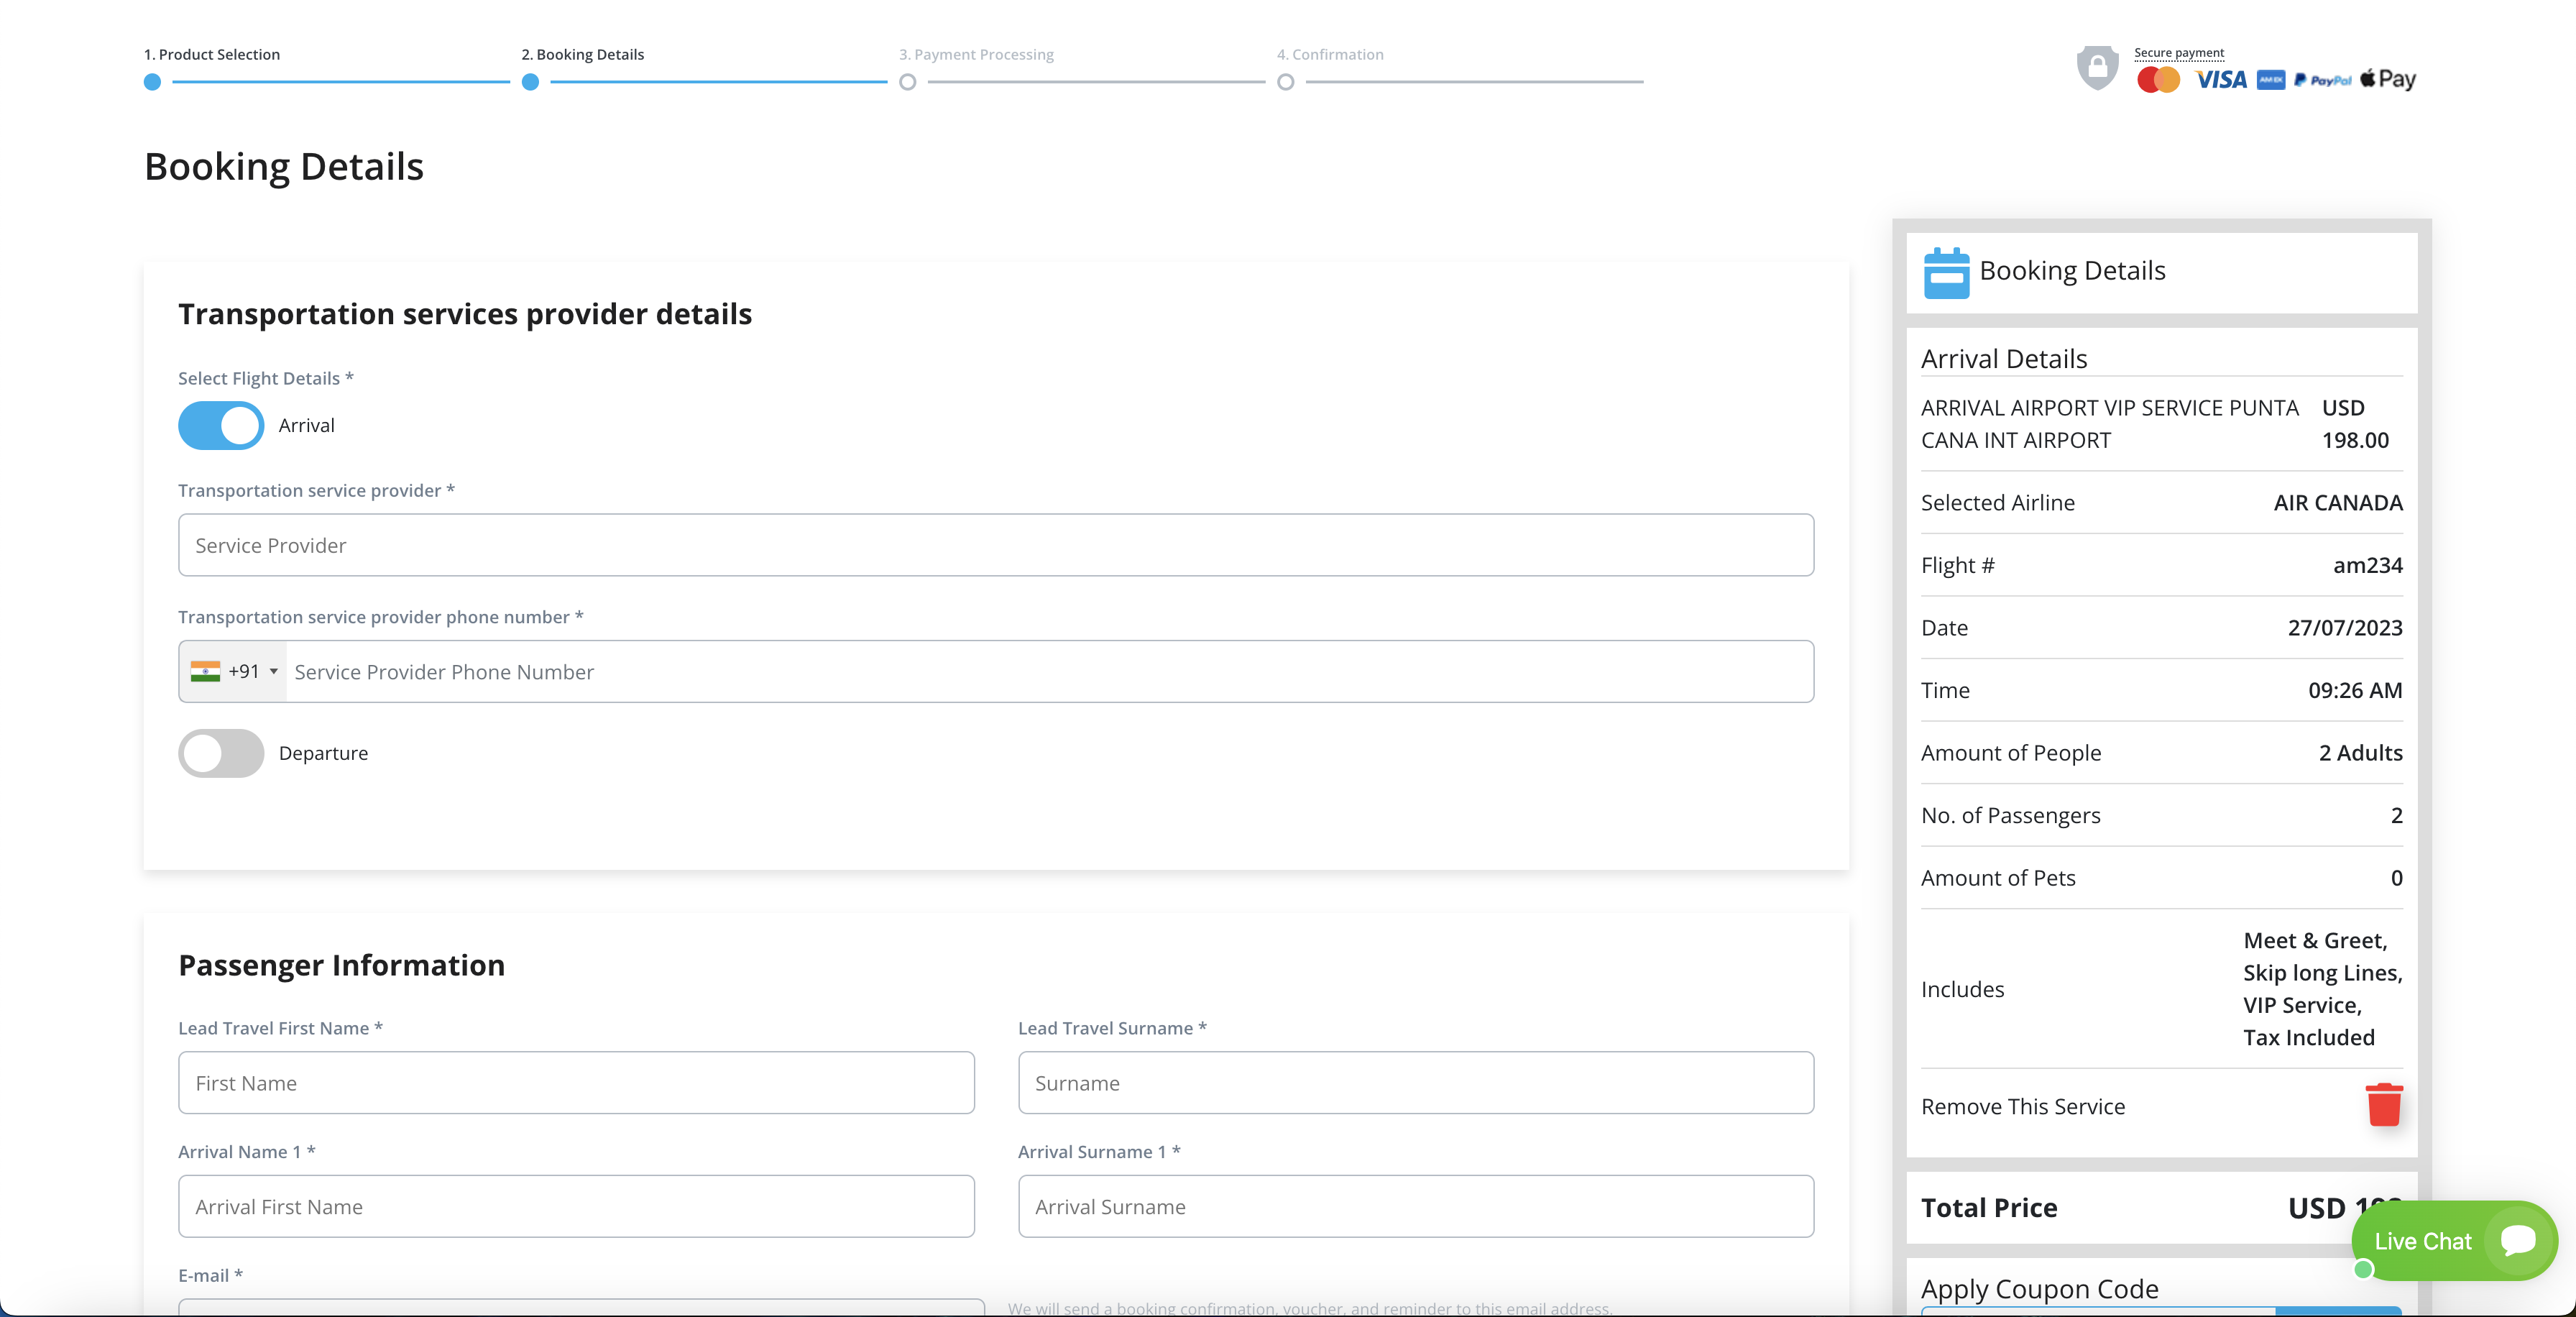 1. Product Selection
2. Booking Details
3. Payment Processing
4. Confirmation
Secure payment
VISA
AM EX
PayPal
Pay
Booking Details
Transportation services provider details
Select Flight Details *
Arrival
Transportation service provider *
Service Provider
Transportation service provider phone number *
+91
Service Provider Phone Number
Departure
Passenger Information
Lead Travel First Name *
Lead Travel Surname *
First Name
Surname
Arrival Name 1 *
Arrival Surname 1 *
Arrival First Name
Arrival Surname
E-mail *
We will send a booking confirmation, voucher, and reminder to this email address.
Booking Details
Arrival Details
ARRIVAL AIRPORT VIP SERVICE PUNTA USD
CANA INT AIRPORT 198.00
Selected Airline AIR CANADA
Flight # am234
Date 27/07/2023
Time 09:26 AM
Amount of People 2 Adults
No. of Passengers 2
Amount of Pets 0
Includes
Meet & Greet,
Skip long Lines,
VIP Service,
Tax Included
Remove This Service
Total Price USD
Live Chat
Apply Coupon Code